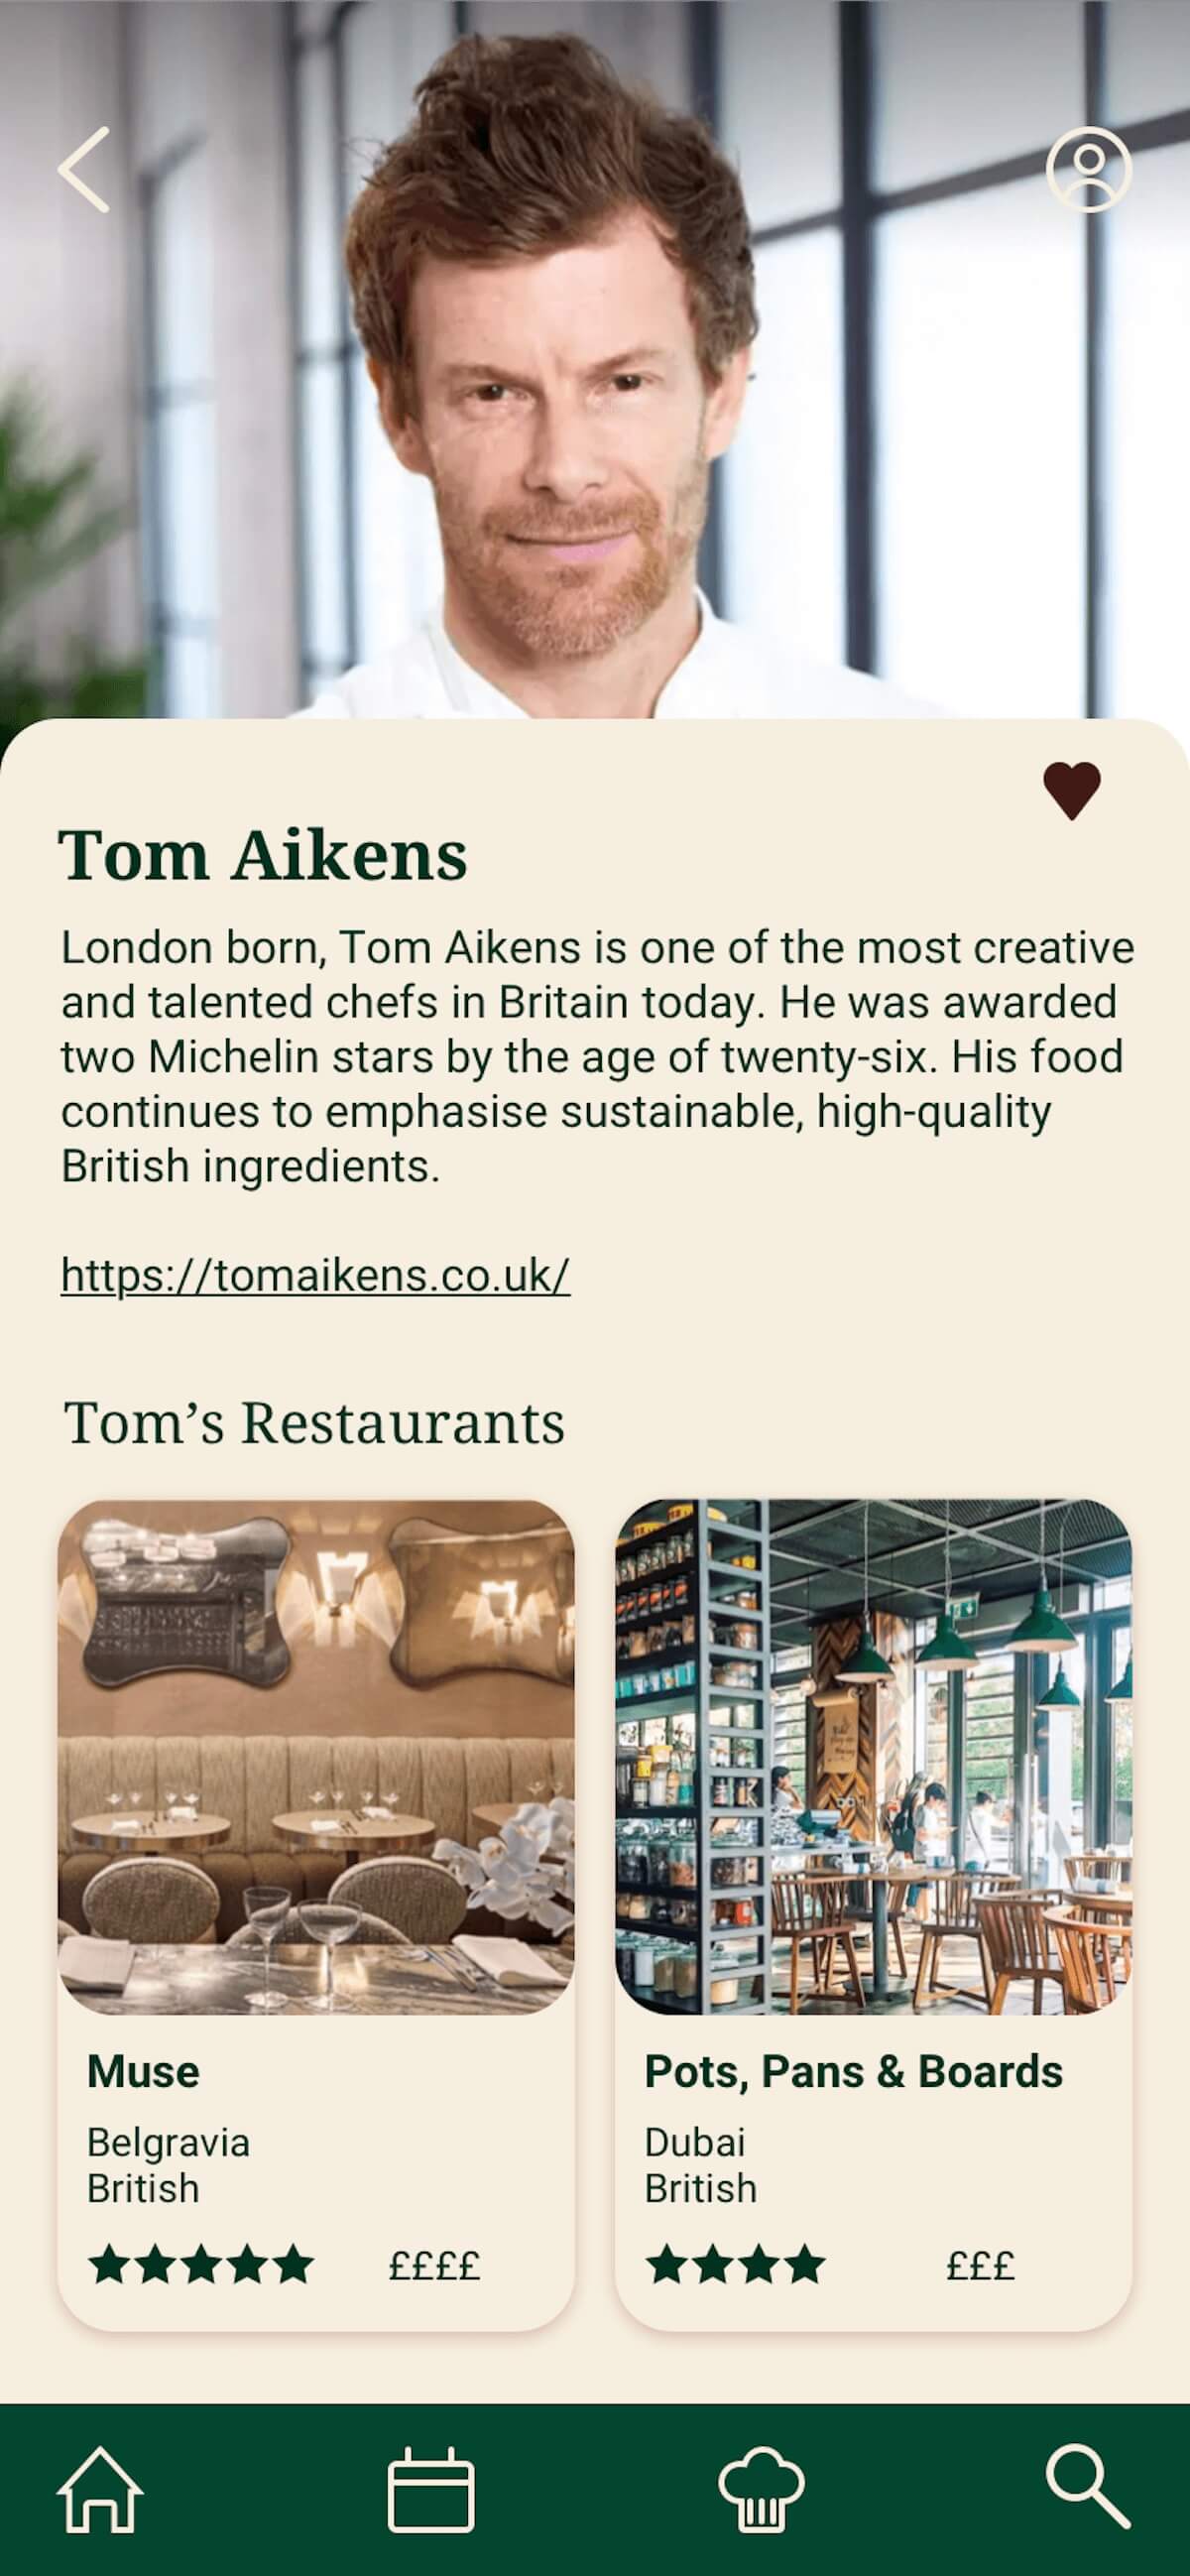 Tom Aikens
London born, Tom Aikens is one of the most creative
and talented chefs in Britain today. He was awarded
two Michelin stars by the age of twenty-six. His food
continues to emphasise sustainable, high-quality
British ingredients.
https://tomaikens.co.uk/
Tom’s Restaurants
Muse
Belgravia
British
££££
Pots, Pans & Boards
Dubai
British
£££